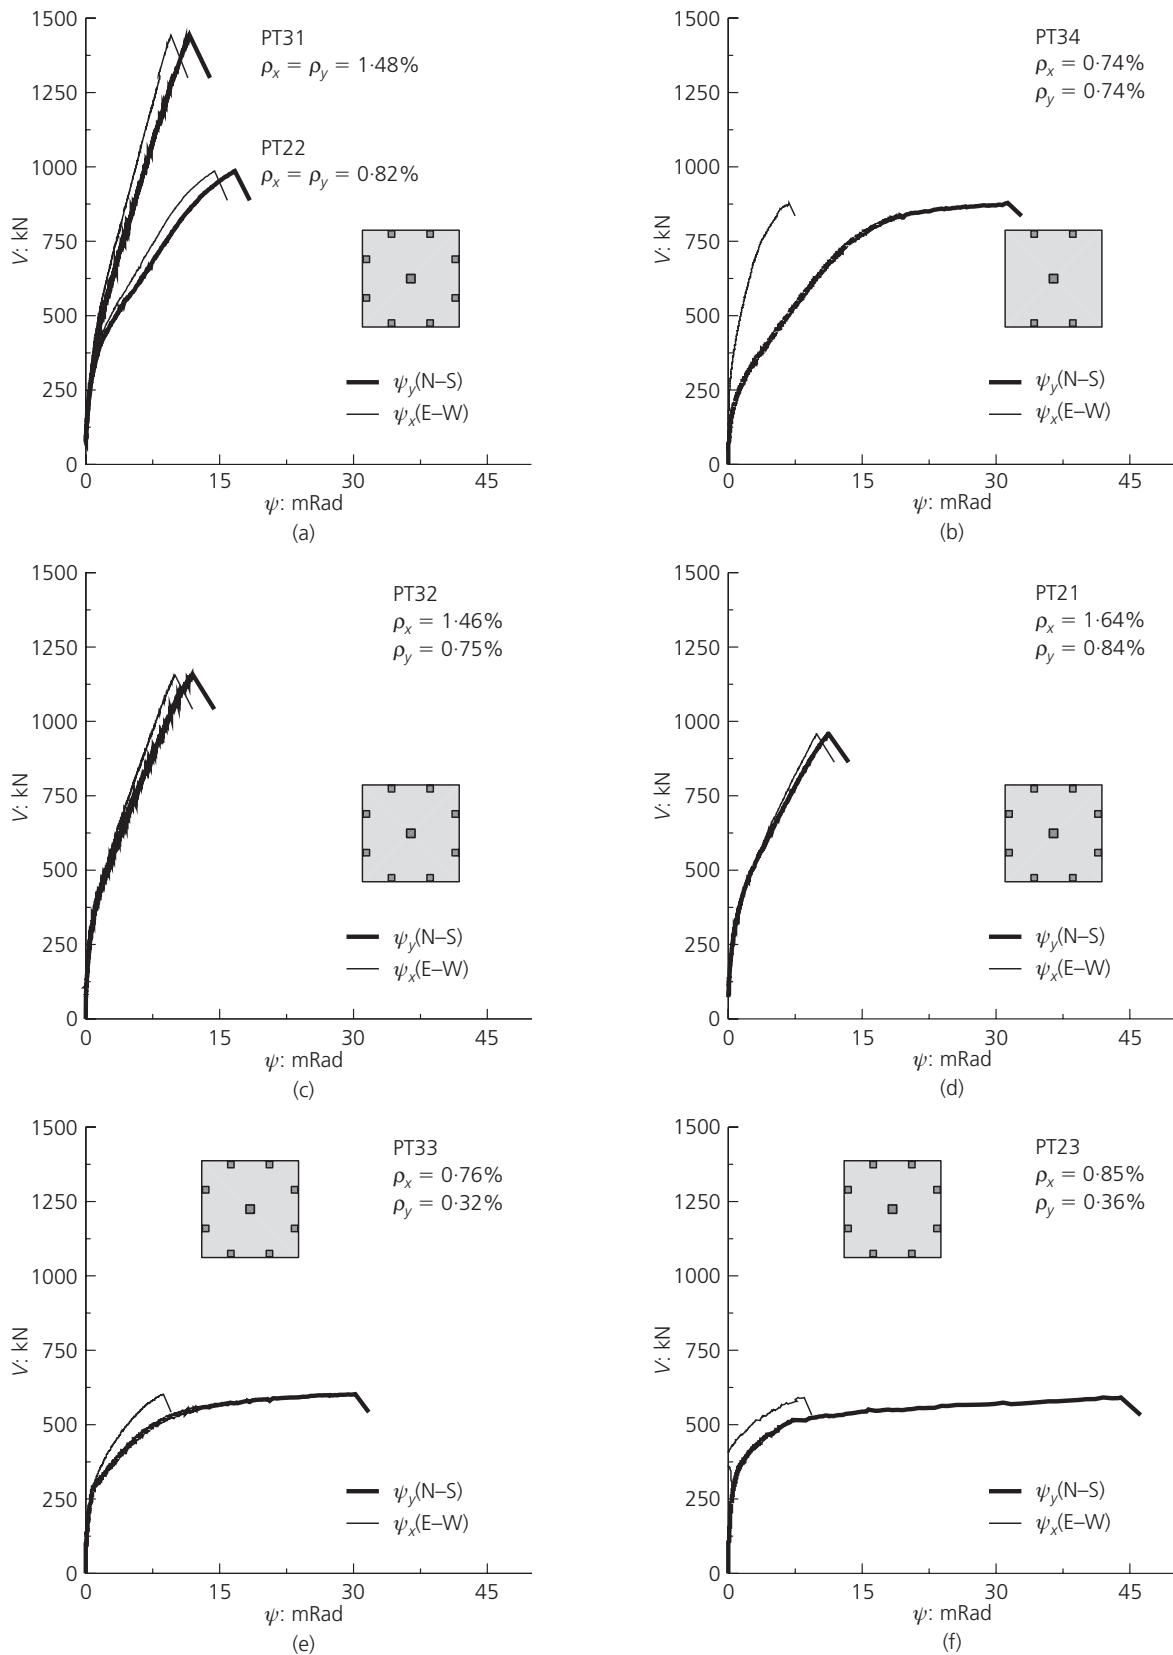 1500
1250
1000
750
500
250
0
V: kN
PT31
ρx = ρy = 1·48%
PT22
ρx = ρy = 0·82%
ψy(N–S)
ψx(E–W)
0 15 30 45
ψ: mRad
(a)
1500
1250
1000
750
500
250
0
V: kN
PT34
ρx = 0·74%
ρy = 0·74%
ψy(N–S)
ψx(E–W)
0 15 30 45
ψ: mRad
(b)
1500
1250
1000
750
500
250
0
V: kN
PT32
ρx = 1·46%
ρy = 0·75%
ψy(N–S)
ψx(E–W)
0 15 30 45
ψ: mRad
(c)
1500
1250
1000
750
500
250
0
V: kN
PT21
ρx = 1·64%
ρy = 0·84%
ψy(N–S)
ψx(E–W)
0 15 30 45
ψ: mRad
(d)
1500
1250
1000
750
500
250
0
V: kN
PT33
ρx = 0·76%
ρy = 0·32%
ψy(N–S)
ψx(E–W)
0 15 30 45
ψ: mRad
(e)
1500
1250
1000
750
500
250
0
V: kN
PT23
ρx = 0·85%
ρy = 0·36%
ψy(N–S)
ψx(E–W)
0 15 30 45
ψ: mRad
(f)